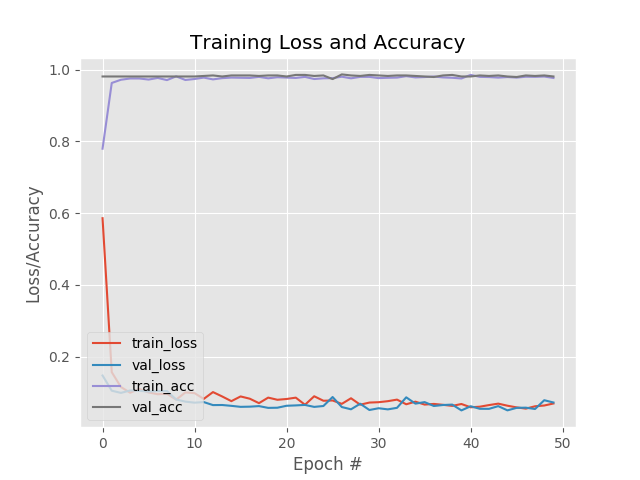 Training Loss and Accuracy
1.0
0.8
0.6
0.4
0.2
Loss/Accuracy
train_loss
val_loss
train_acc
val_acc
0 10 20 30 40 50
Epoch #